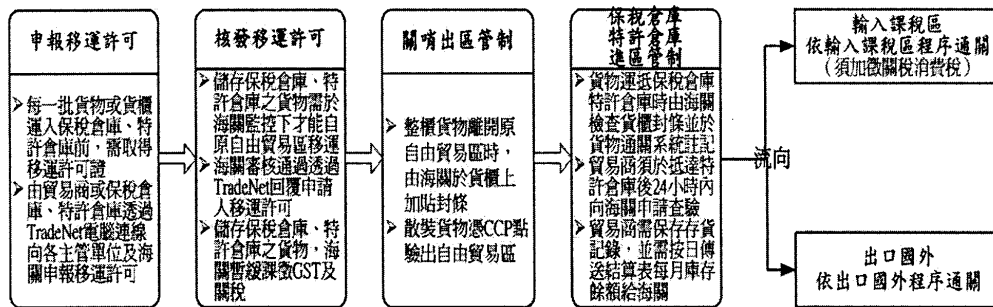 申報移運許可
每一批貨物或貨櫃
運入保稅倉庫、特
許倉庫前，需取得
移運許可證
由貿易商或保稅倉
庫、特許倉庫透過
TradeNet電腦連線
向各主管單位及海
關申報移運許可
核發移運許可
儲存保稅倉庫、特
許倉庫之貨物需於
海關監控下才能自
原自由貿易區移運
海關審核通過透過
TradeNet回覆申請
人移運許可
儲存保稅倉庫、特
許倉庫之貨物，海
關暫緩課徵GST及
關稅
關哨出區管制
整櫃貨物離開原
自由貿易區時，
由海關於貨櫃上
加貼封條
散裝貨物憑CCP點
驗出自由貿易區
保稅倉庫
特許倉庫
進區管制
貨物運抵保稅倉庫
特許倉庫時由海關
檢查貨櫃封條並於
貨物通關系統註記
貿易商須於抵達特
許倉庫後24小時內
向海關申請查驗
貿易商需保存存貨
記錄，並需按日傳
送結算表每月庫存
餘額給海關
流向
輸入課稅區
依輸入課稅區程序通關
（須加徵關稅消費稅）
出口國外
依出口國外程序通關